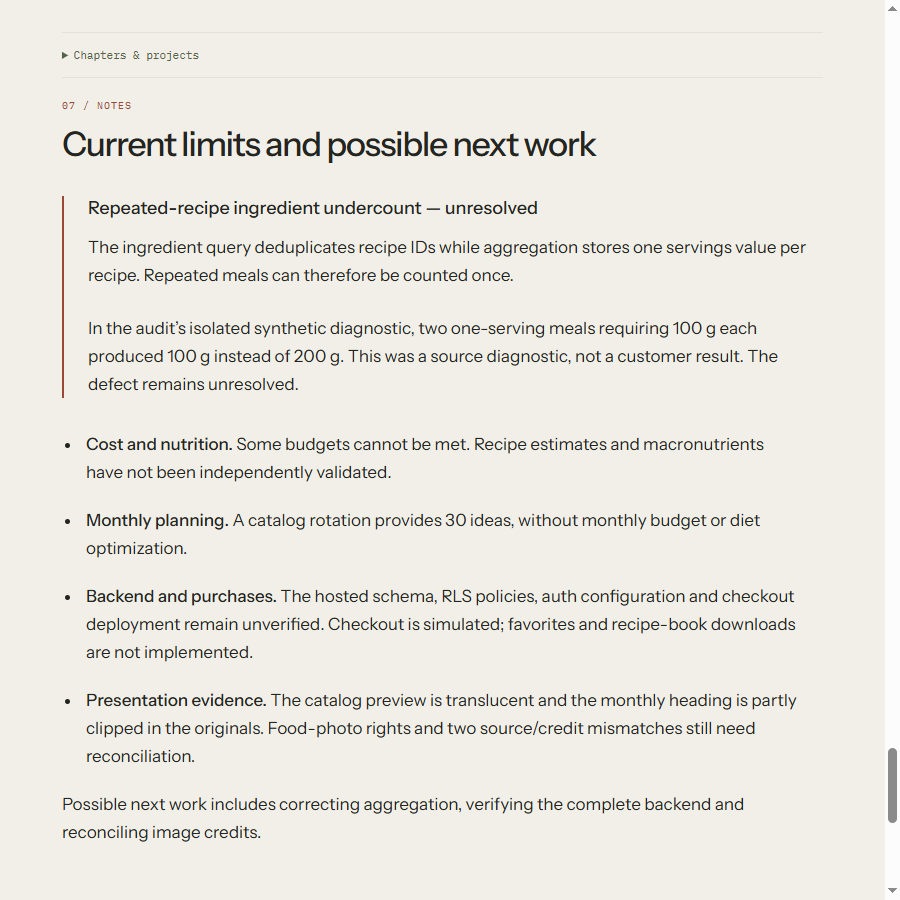 Chapters & projects
07 / NOTES
Current limits and possible next work
Repeated-recipe ingredient undercount — unresolved
The ingredient query deduplicates recipe IDs while aggregation stores one servings value per
recipe. Repeated meals can therefore be counted once.
In the audit’s isolated synthetic diagnostic, two one-serving meals requiring 100 g each
produced 100 g instead of 200 g. This was a source diagnostic, not a customer result. The
defect remains unresolved.
Cost and nutrition. Some budgets cannot be met. Recipe estimates and macronutrients
have not been independently validated.
Monthly planning. A catalog rotation provides 30 ideas, without monthly budget or diet
optimization.
Backend and purchases. The hosted schema, RLS policies, auth configuration and checkout
deployment remain unverified. Checkout is simulated; favorites and recipe-book downloads
are not implemented.
Presentation evidence. The catalog preview is translucent and the monthly heading is partly
clipped in the originals. Food-photo rights and two source/credit mismatches still need
reconciliation.
Possible next work includes correcting aggregation, verifying the complete backend and
reconciling image credits.